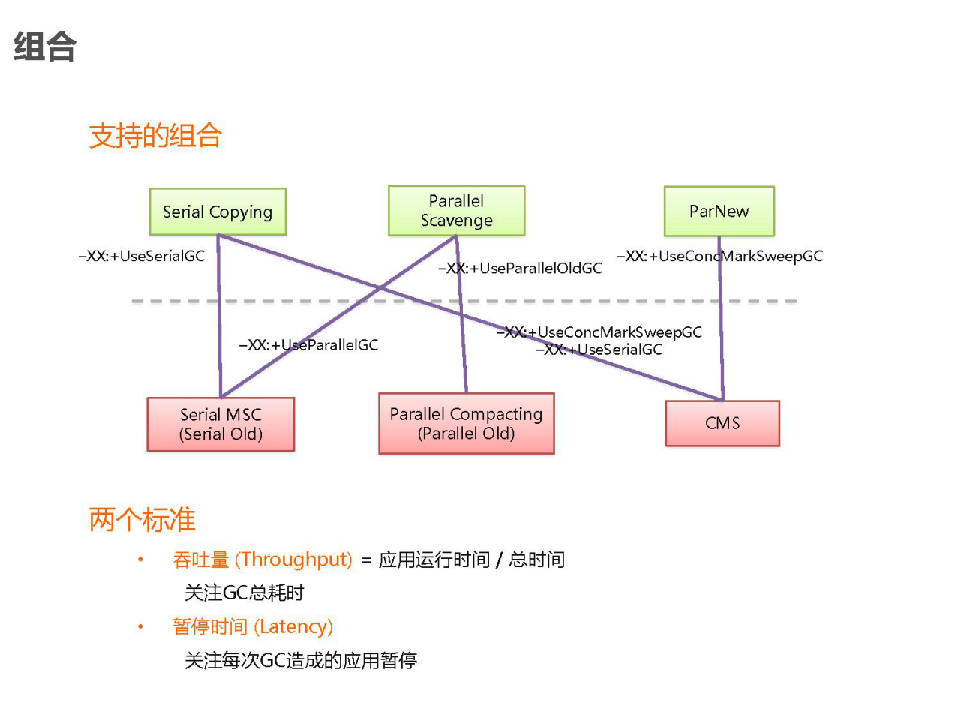 组合
支持的组合
Serial Copying
Parallel
Scavenge
ParNew
–XX:+UseSerialGC
–XX:+UseParallelOldGC
–XX:+UseConcMarkSweepGC
–XX:+UseParallelGC
–XX:+UseConcMarkSweepGC
–XX:+UseSerialGC
Serial MSC
(Serial Old)
Parallel Compacting
(Parallel Old)
CMS
两个标准
• 吞吐量 (Throughput) = 应用运行时间 / 总时间
关注GC总耗时
• 暂停时间 (Latency)
关注每次GC造成的应用暂停